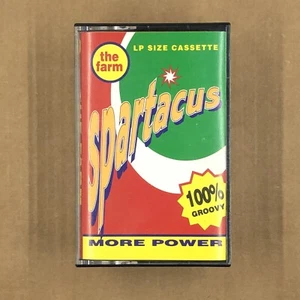 the
farm
LP SIZE CASSETTE
spartacus
100%
GROOVY
MORE POWER